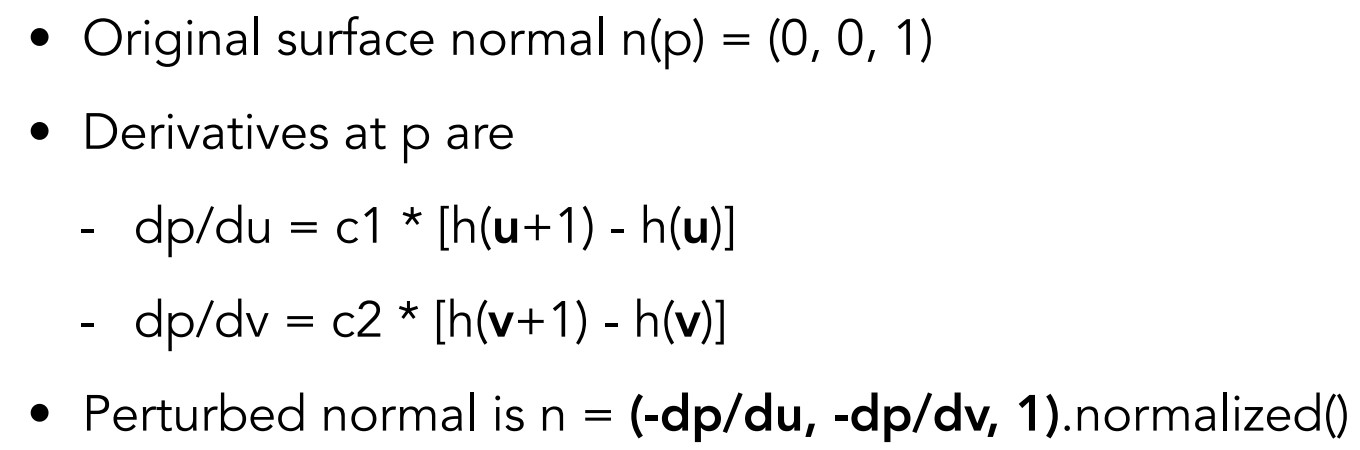 • Original surface normal n(p) = (0, 0, 1)
• Derivatives at p are
- dp/du = c1 * [h(u+1) - h(u)]
- dp/dv = c2 * [h(v+1) - h(v)]
• Perturbed normal is n = (-dp/du, -dp/dv, 1).normalized()